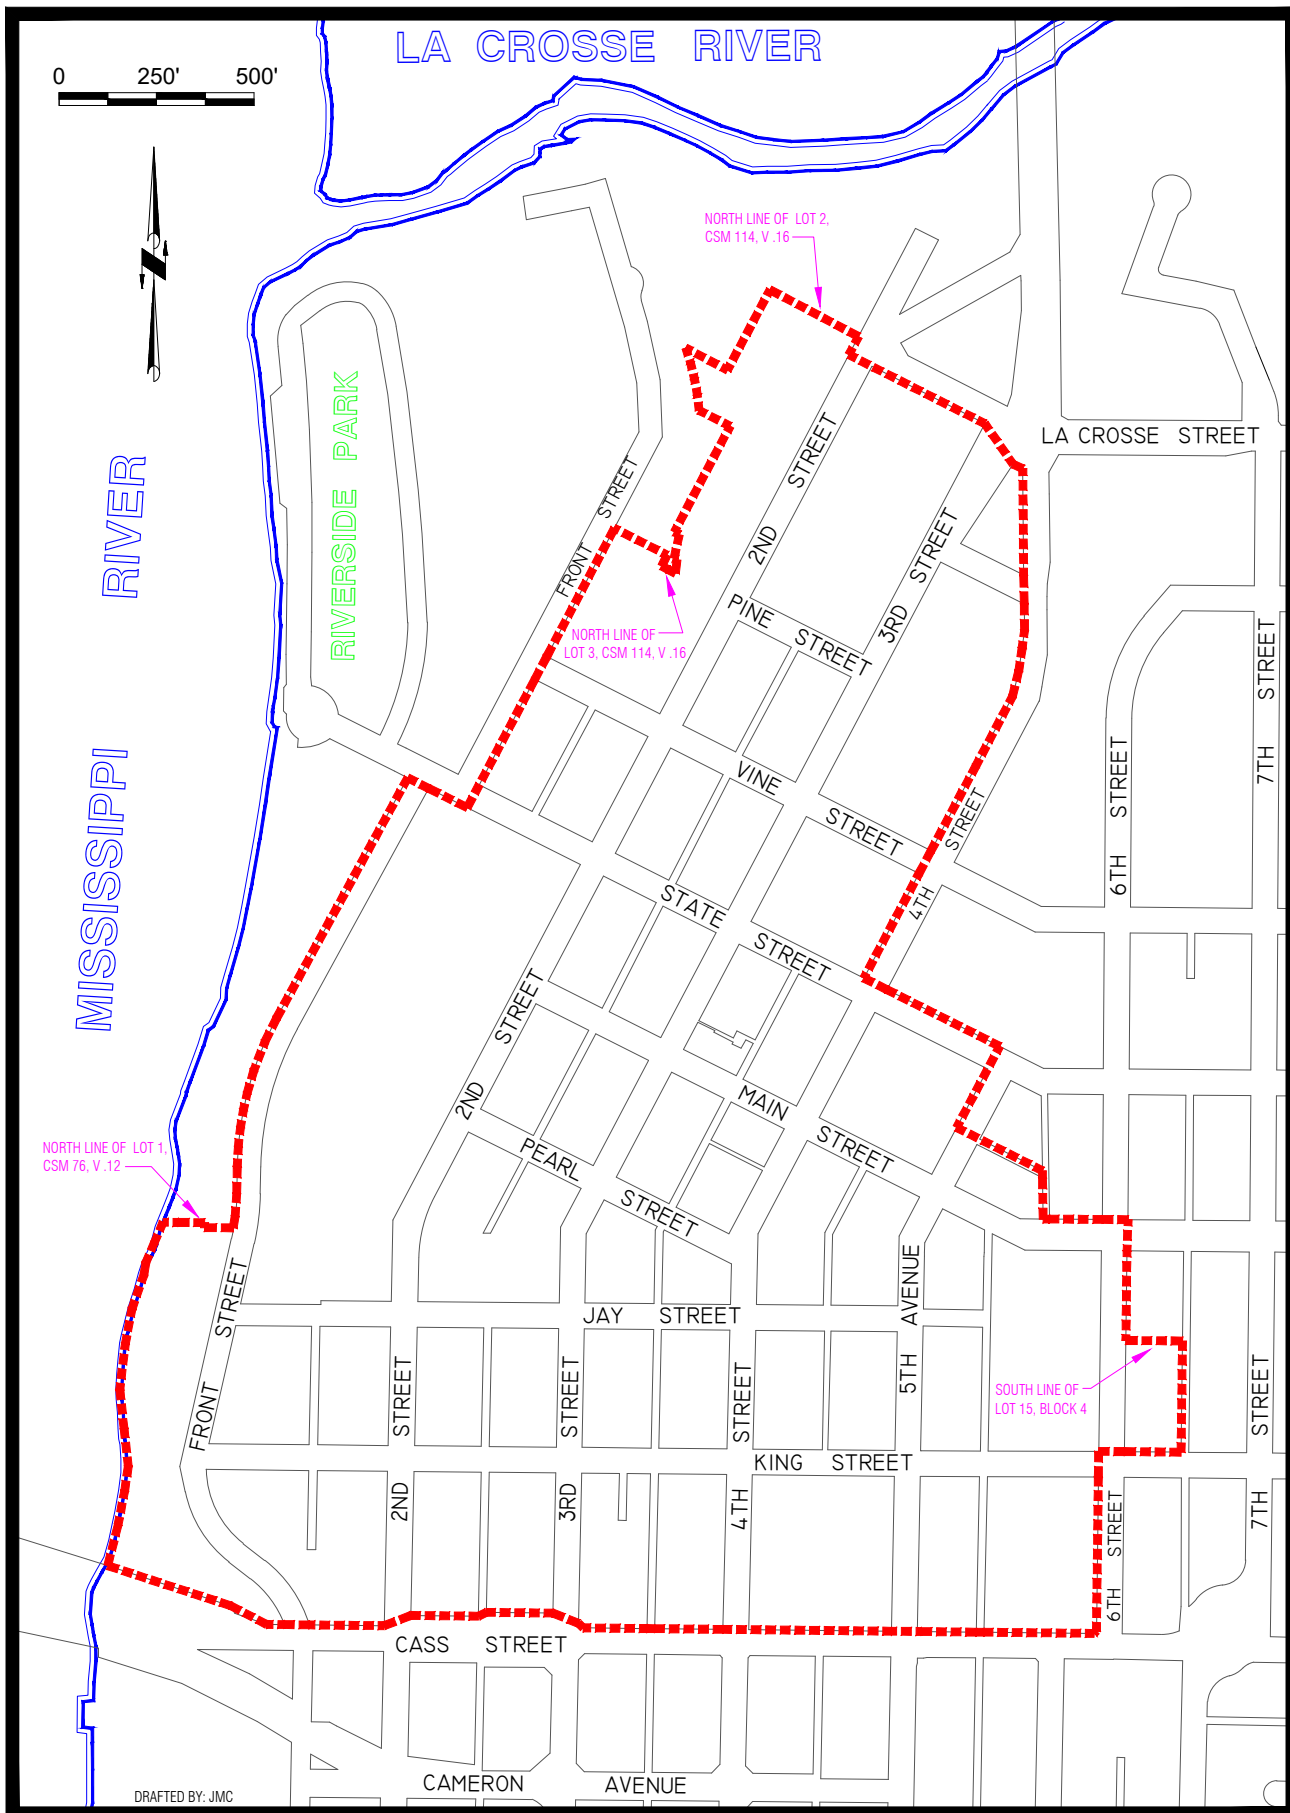 LA CROSSE RIVER
0 250' 500'
NORTH LINE OF LOT 2,
CSM 114, V .16
RIVERSIDE PARK
MISSISSIPPI RIVER
LA CROSSE STREET
FRONT STREET
2ND STREET
3RD STREET
NORTH LINE OF
LOT 3, CSM 114, V .16
PINE STREET
7TH STREET
6TH STREET
VINE STREET
4TH STREET
STATE STREET
2ND STREET
MAIN STREET
PEARL STREET
NORTH LINE OF LOT 1,
CSM 76, V .12
FRONT STREET
JAY STREET
5TH AVENUE
2ND STREET
3RD STREET
4TH STREET
SOUTH LINE OF
LOT 15, BLOCK 4
KING STREET
6TH STREET
7TH STREET
CASS STREET
CAMERON AVENUE
DRAFTED BY: JMC